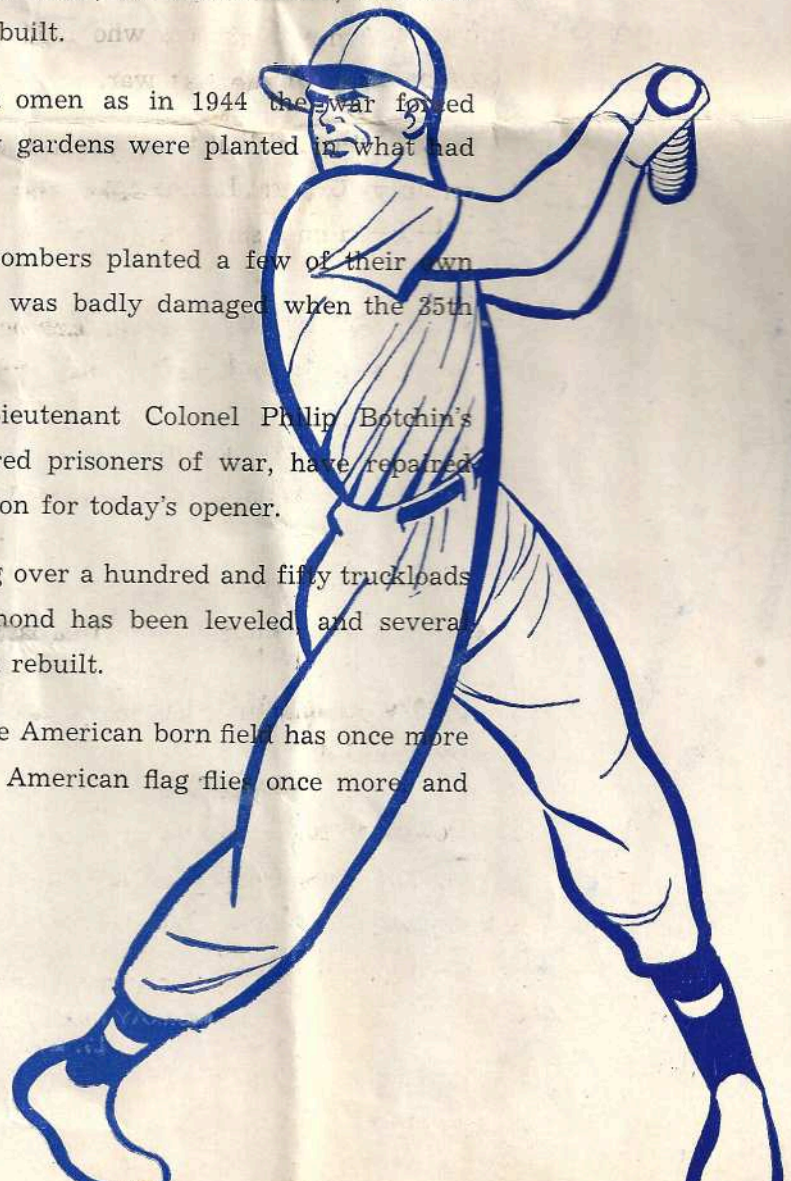 built.
omen as in 1944 the war forced
gardens were planted in what had
ombers planted a few of their own
was badly damaged when the 35th
ieutenant Colonel Philip Botchin's
red prisoners of war, have repaired
on for today's opener.
g over a hundred and fifty truckloads
nond has been leveled, and several
rebuilt.
e American born field has once more
American flag flies once more, and